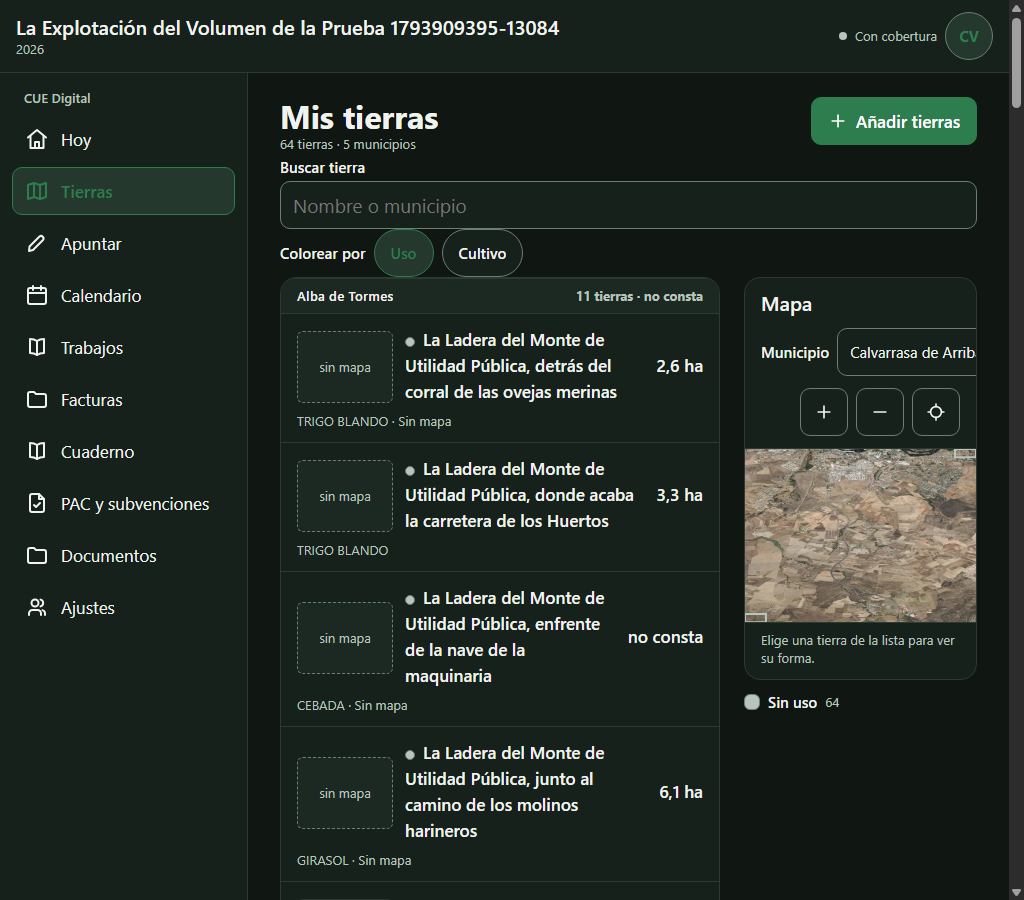 La Explotación del Volumen de la Prueba 1793909395-13084
2026
Con cobertura
CV
CUE Digital
Hoy
Tierras
Apuntar
Calendario
Trabajos
Facturas
Cuaderno
PAC y subvenciones
Documentos
Ajustes
Mis tierras
64 tierras · 5 municipios
Añadir tierras
Buscar tierra
Nombre o municipio
Colorear por
Uso
Cultivo
Alba de Tormes
11 tierras · no consta
sin mapa
La Ladera del Monte de
Utilidad Pública, detrás del
corral de las ovejas merinas
2,6 ha
TRIGO BLANDO · Sin mapa
sin mapa
La Ladera del Monte de
Utilidad Pública, donde acaba
la carretera de los Huertos
3,3 ha
TRIGO BLANDO
sin mapa
La Ladera del Monte de
Utilidad Pública, enfrente
de la nave de la
maquinaria
no consta
CEBADA · Sin mapa
sin mapa
La Ladera del Monte de
Utilidad Pública, junto al
camino de los molinos
harineros
6,1 ha
GIRASOL · Sin mapa
Mapa
Municipio
Calvarrasa de Arrib
Elige una tierra de la lista para ver
su forma.
Sin uso 64